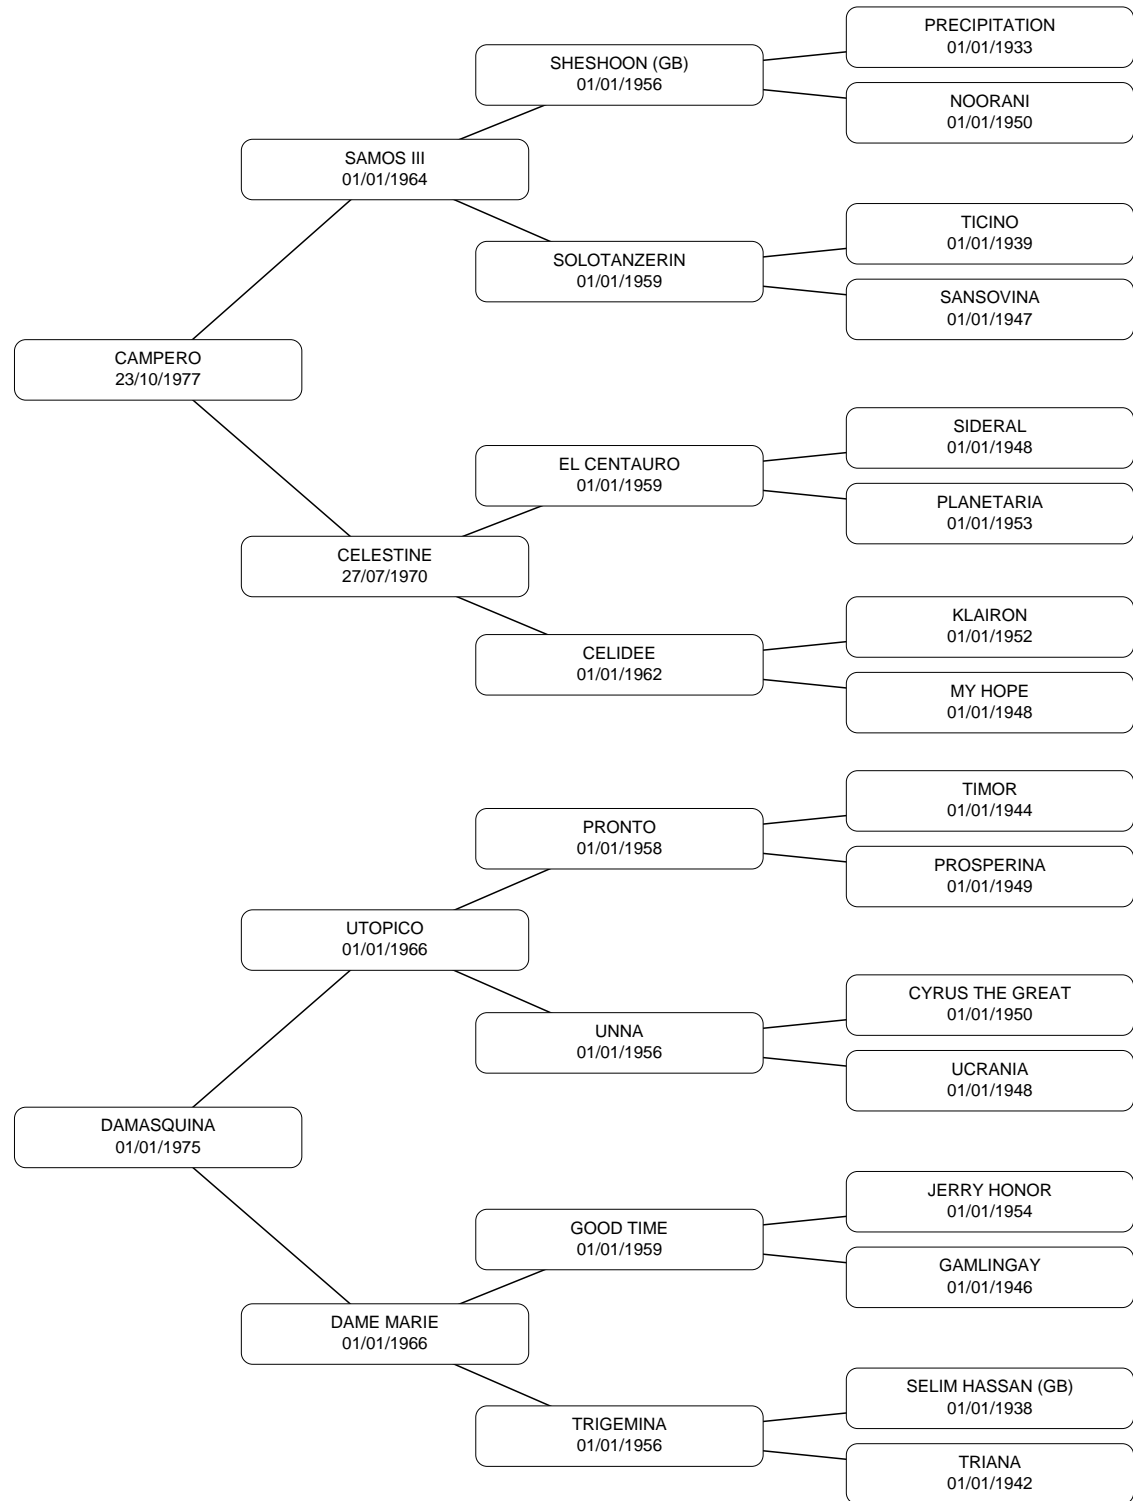 PRECIPITATION
01/01/1933
SHESHOON (GB)
01/01/1956
NOORANI
01/01/1950
SAMOS III
01/01/1964
TICINO
01/01/1939
SOLOTANZERIN
01/01/1959
SANSOVINA
01/01/1947
CAMPERO
23/10/1977
SIDERAL
01/01/1948
EL CENTAURO
01/01/1959
PLANETARIA
01/01/1953
CELESTINE
27/07/1970
KLAIRON
01/01/1952
CELIDEE
01/01/1962
MY HOPE
01/01/1948
TIMOR
01/01/1944
PRONTO
01/01/1958
PROSPERINA
01/01/1949
UTOPICO
01/01/1966
CYRUS THE GREAT
01/01/1950
UNNA
01/01/1956
UCRANIA
01/01/1948
DAMASQUINA
01/01/1975
JERRY HONOR
01/01/1954
GOOD TIME
01/01/1959
GAMLINGAY
01/01/1946
DAME MARIE
01/01/1966
SELIM HASSAN (GB)
01/01/1938
TRIGEMINA
01/01/1956
TRIANA
01/01/1942